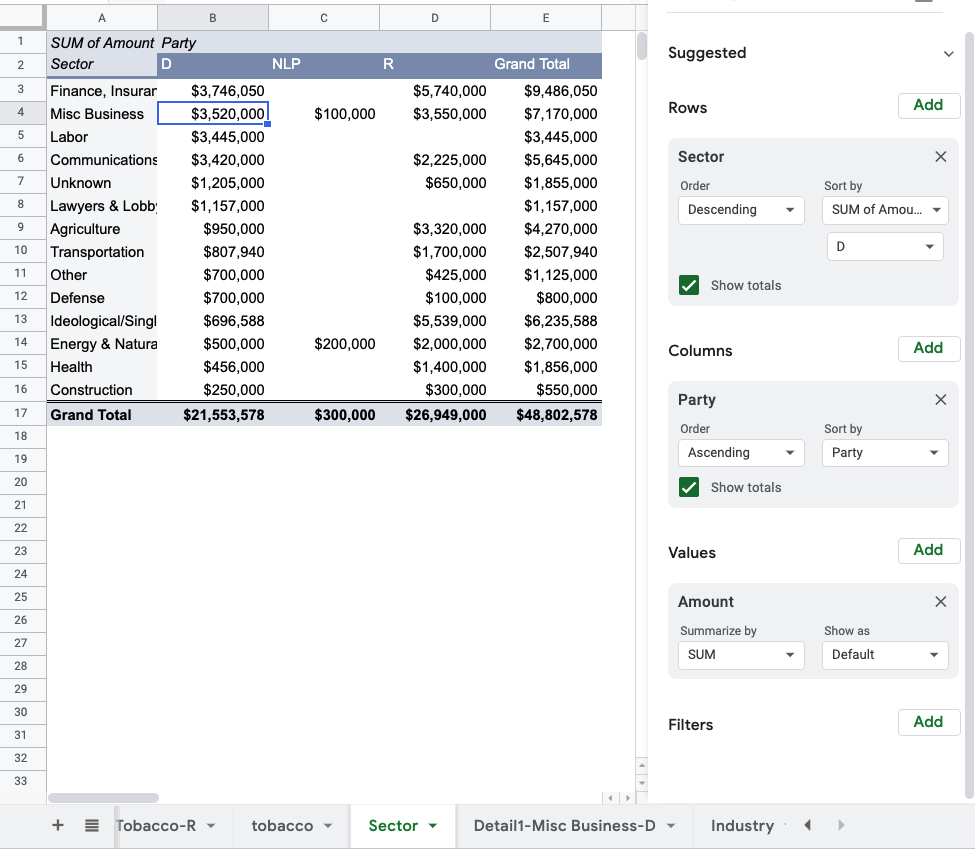 A B C D E
1 SUM of Amount Party
2 Sector D NLP R Grand Total
3 Finance, Insuran $3,746,050 $5,740,000 $9,486,050
4 Misc Business $3,520,000 $100,000 $3,550,000 $7,170,000
5 Labor $3,445,000 $3,445,000
6 Communications $3,420,000 $2,225,000 $5,645,000
7 Unknown $1,205,000 $650,000 $1,855,000
8 Lawyers & Lobby $1,157,000 $1,157,000
9 Agriculture $950,000 $3,320,000 $4,270,000
10 Transportation $807,940 $1,700,000 $2,507,940
11 Other $700,000 $425,000 $1,125,000
12 Defense $700,000 $100,000 $800,000
13 Ideological/Singl $696,588 $5,539,000 $6,235,588
14 Energy & Natura $500,000 $200,000 $2,000,000 $2,700,000
15 Health $456,000 $1,400,000 $1,856,000
16 Construction $250,000 $300,000 $550,000
17 Grand Total $21,553,578 $300,000 $26,949,000 $48,802,578
18
19
20
21
22
23
24
25
26
27
28
29
30
31
32
33
Suggested
Rows Add
Sector
Order Sort by
Descending SUM of Amou...
D
Show totals
Columns Add
Party
Order Sort by
Ascending Party
Show totals
Values Add
Amount
Summarize by Show as
SUM Default
Filters Add
Tobacco-R tobacco Sector Detail1-Misc Business-D Industry